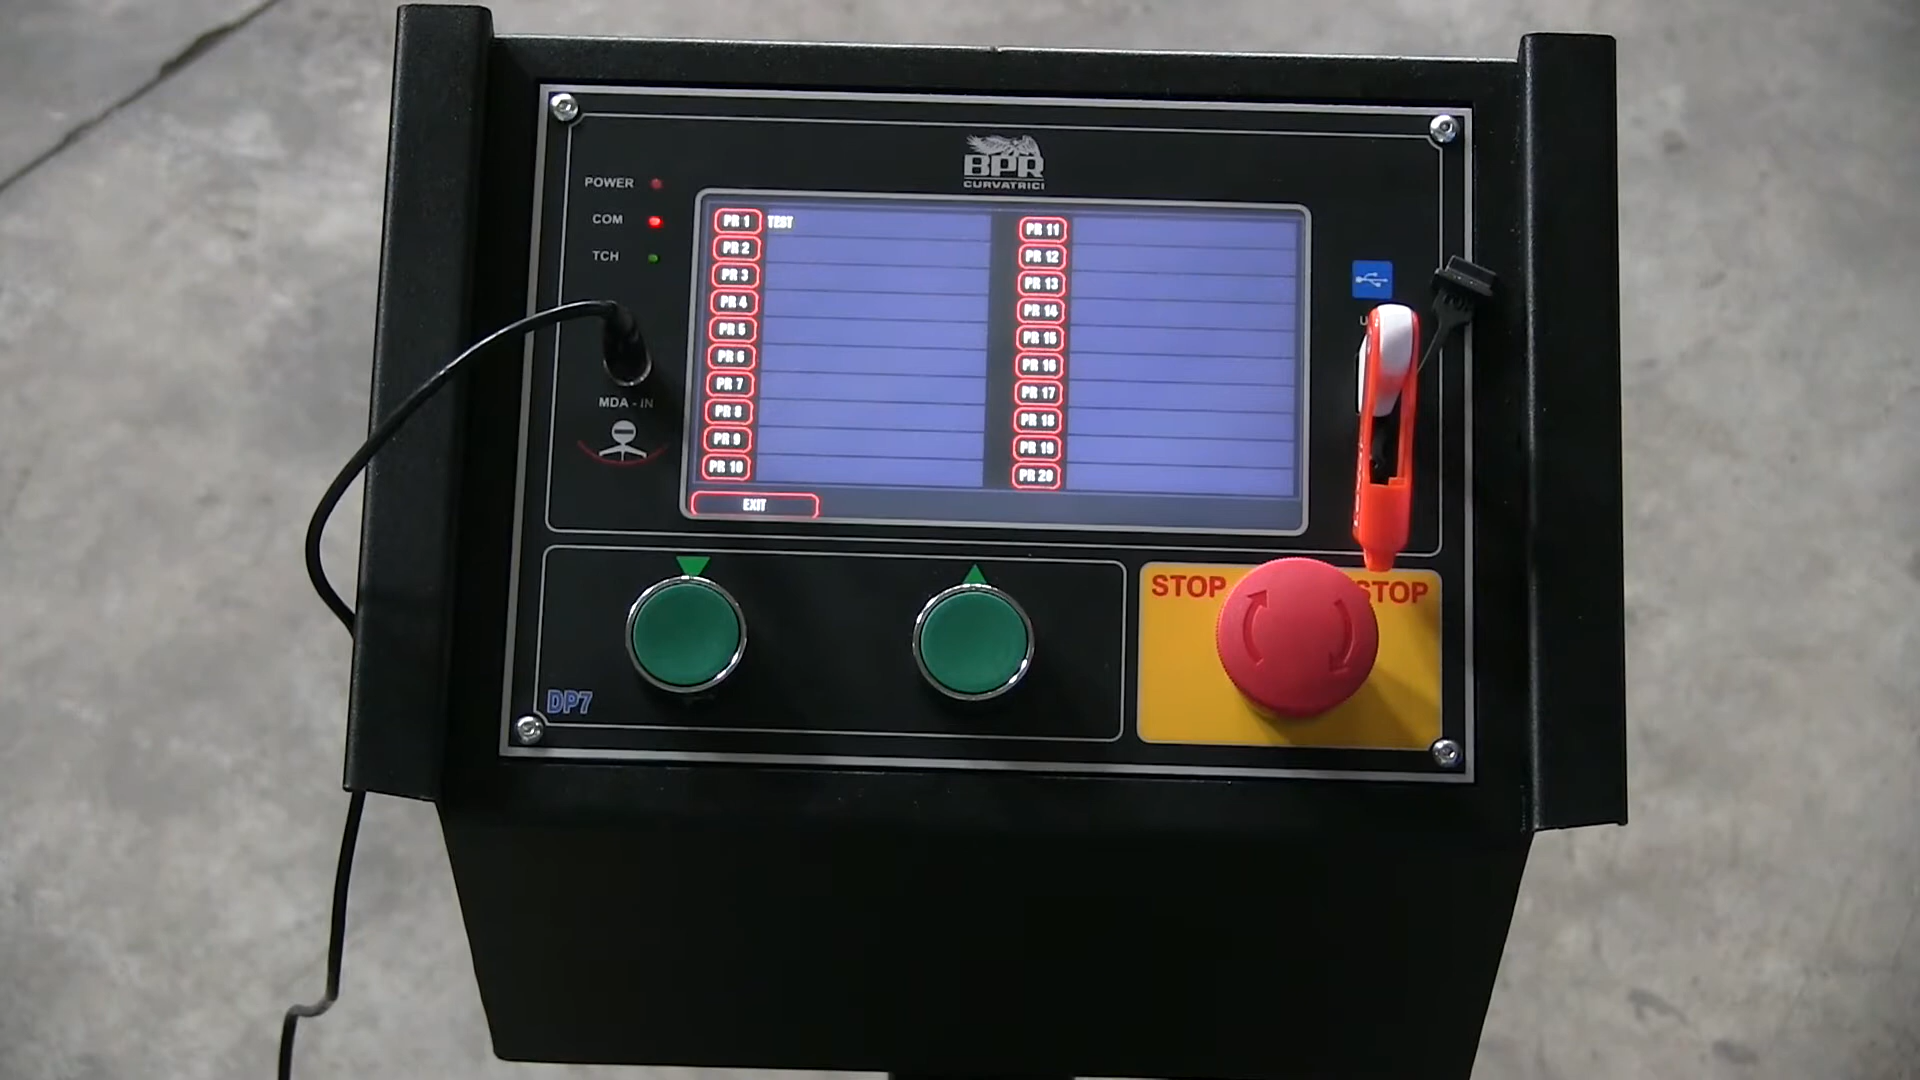 BPR
CURVATRICI
POWER
COM
TCH
MDA - IN
PR 1 TEST
PR 2
PR 3
PR 4
PR 5
PR 6
PR 7
PR 8
PR 9
PR 10
PR 11
PR 12
PR 13
PR 14
PR 15
PR 16
PR 17
PR 18
PR 19
PR 20
EXIT
STOP STOP
DP7